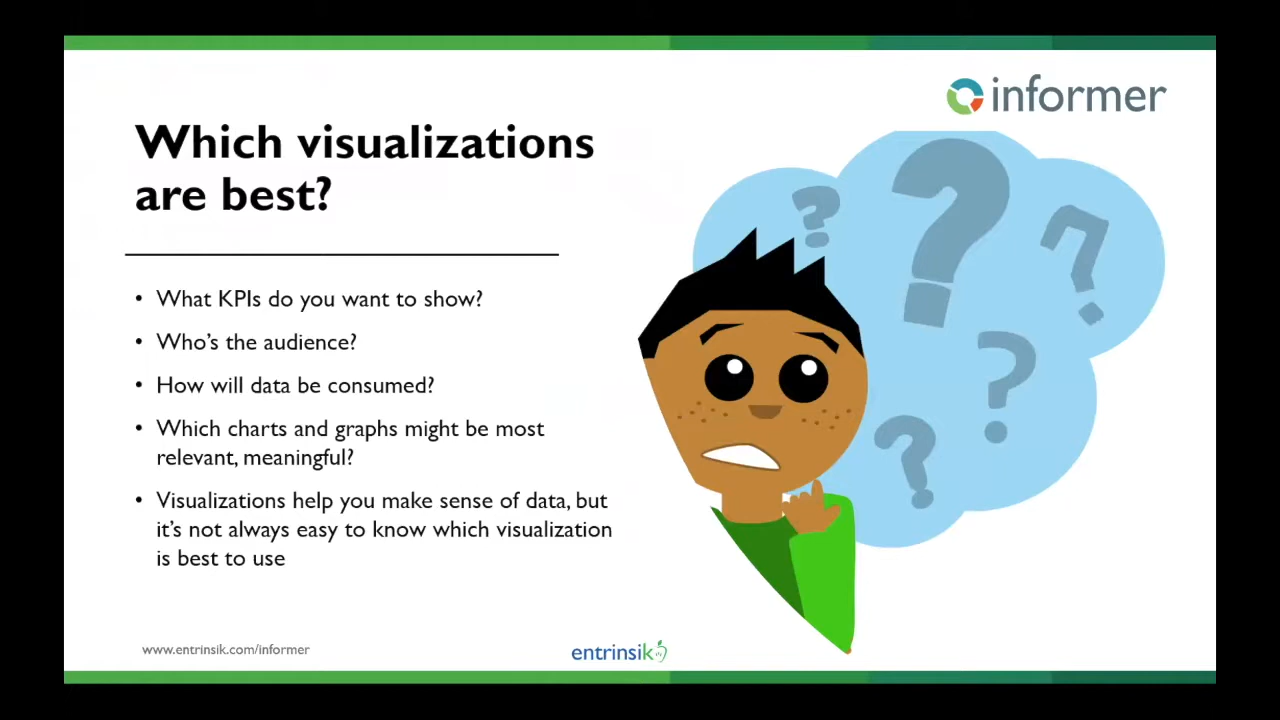 informer
Which visualizations
are best?
• What KPIs do you want to show?
• Who's the audience?
• How will data be consumed?
• Which charts and graphs might be most
relevant, meaningful?
• Visualizations help you make sense of data, but
it's not always easy to know which visualization
is best to use
? ? ? ? ?
www.entrinsik.com/informer
entrinsik